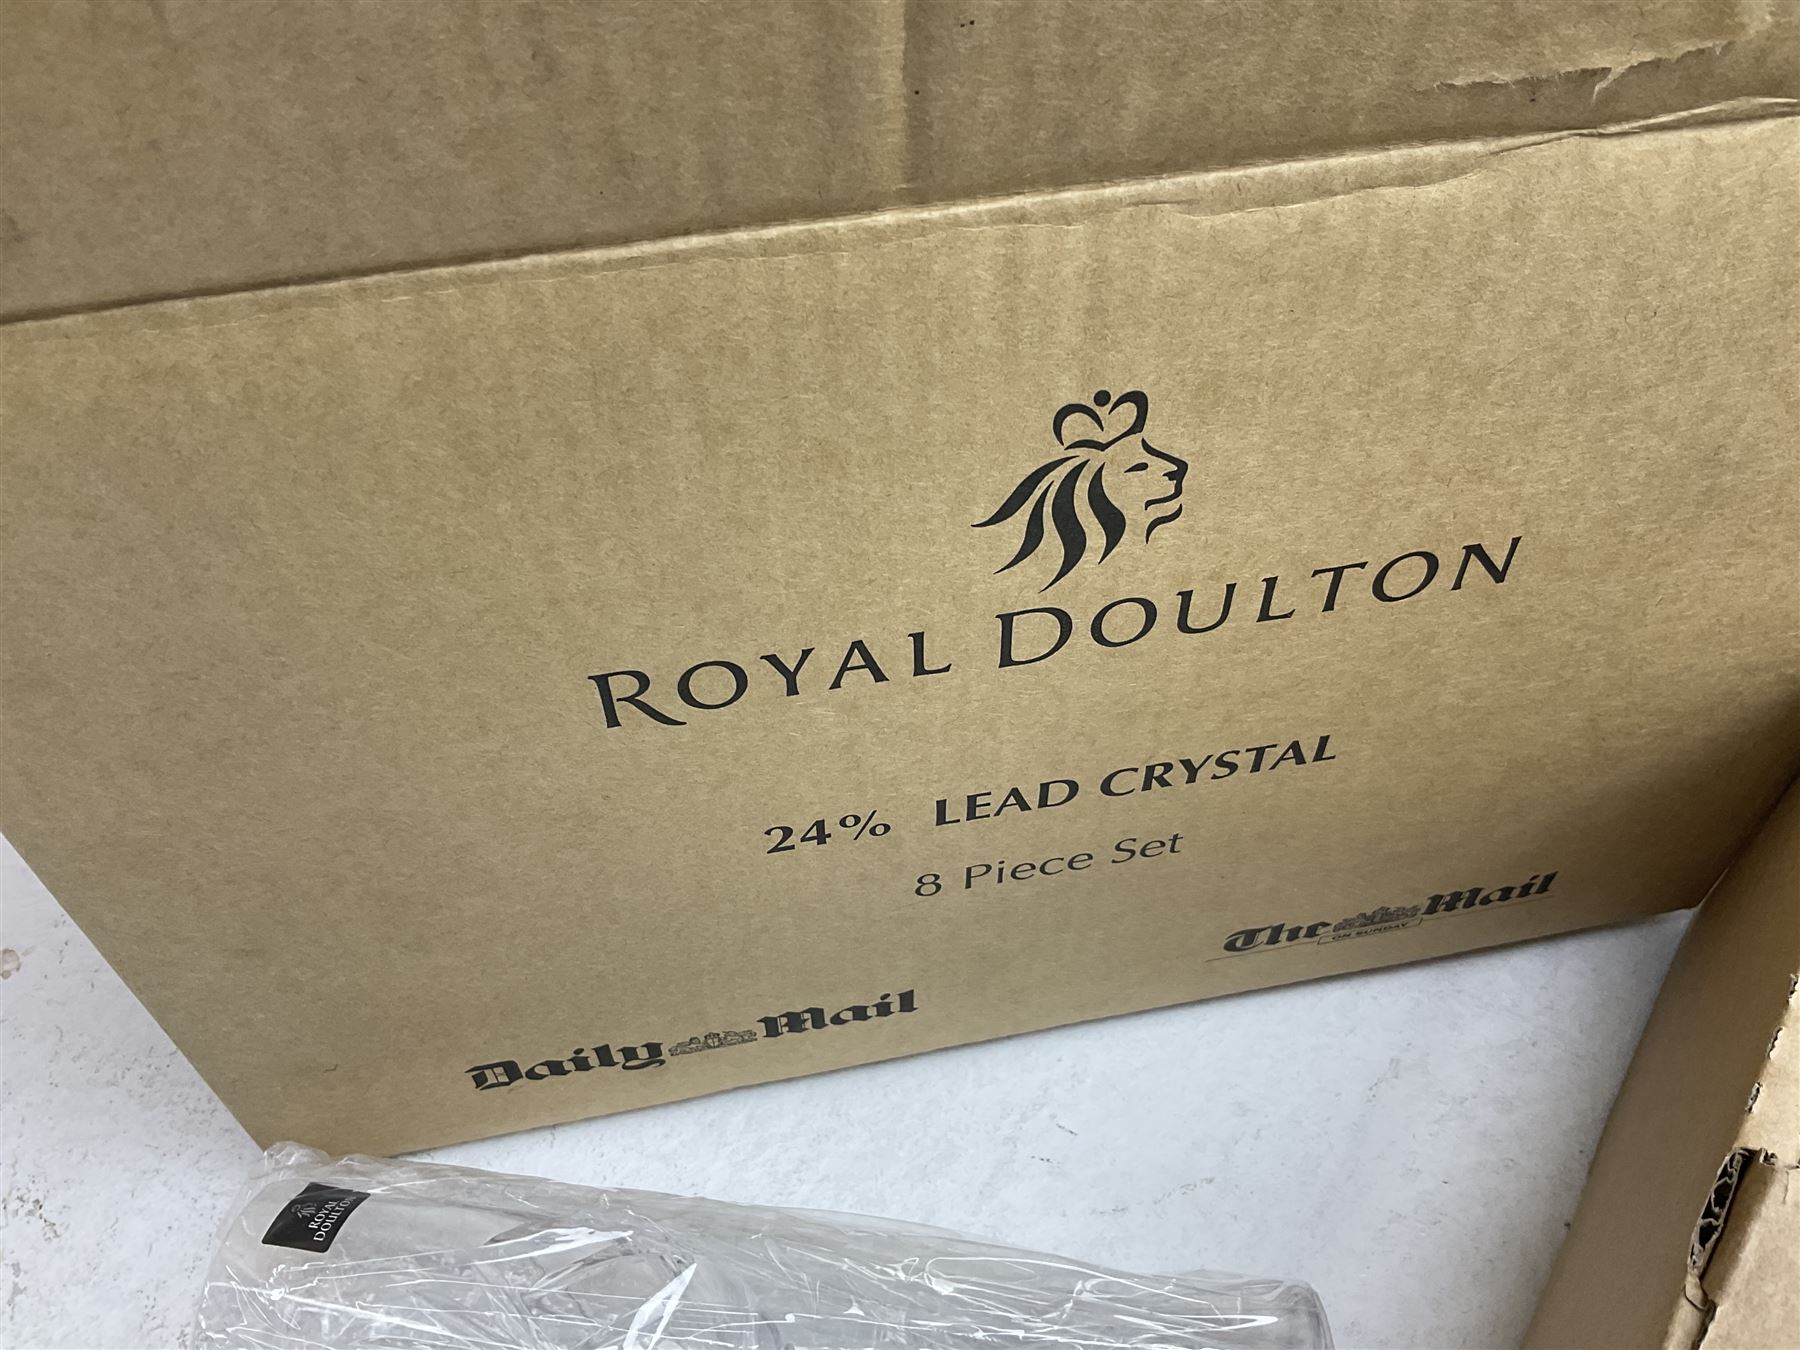 ROYAL DOULTON
24% LEAD CRYSTAL
8 Piece Set
Daily Mail
The Mail
ON SUNDAY
ROYAL
DOULTON